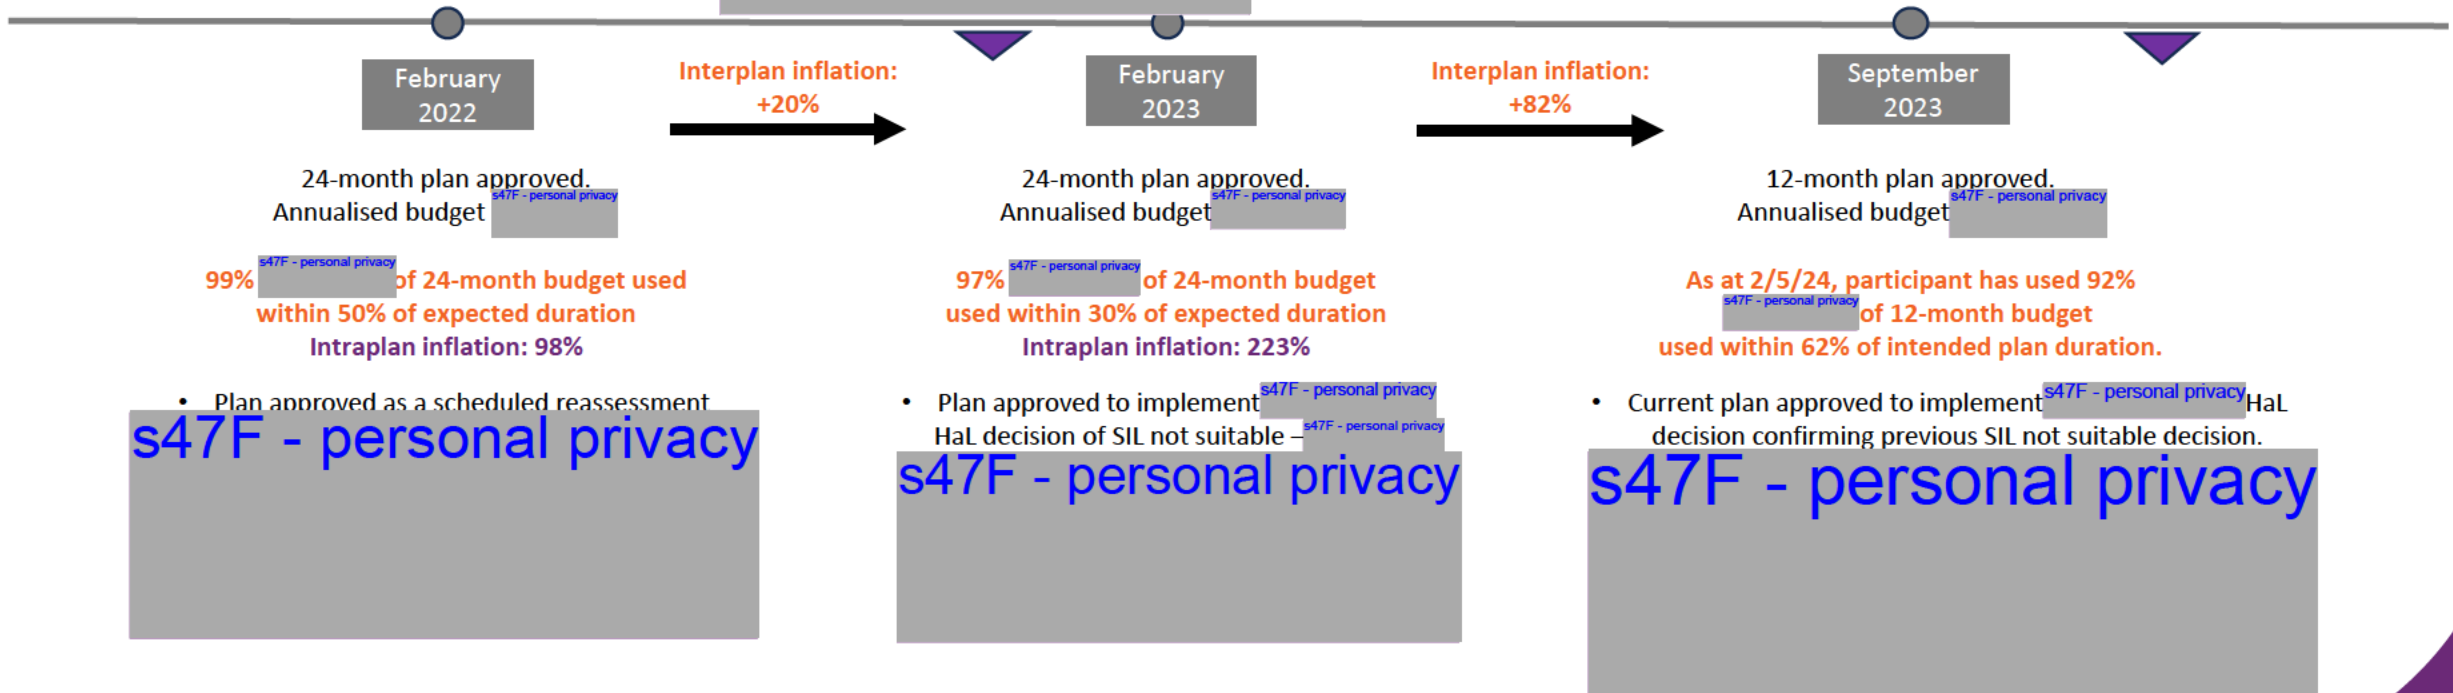 February
2022
Interplan inflation:
+20%
February
2023
Interplan inflation:
+82%
September
2023
24-month plan approved.
Annualised budget s47F - personal privacy
99% s47F - personal privacy of 24-month budget used
within 50% of expected duration
Intraplan inflation: 98%
• Plan approved as a scheduled reassessment
s47F - personal privacy
24-month plan approved.
Annualised budget s47F - personal privacy
97% s47F - personal privacy of 24-month budget
used within 30% of expected duration
Intraplan inflation: 223%
• Plan approved to implement s47F - personal privacy
HaL decision of SIL not suitable – s47F - personal privacy
s47F - personal privacy
12-month plan approved.
Annualised budget s47F - personal privacy
As at 2/5/24, participant has used 92%
s47F - personal privacy of 12-month budget
used within 62% of intended plan duration.
• Current plan approved to implement s47F - personal privacy HaL
decision confirming previous SIL not suitable decision.
s47F - personal privacy